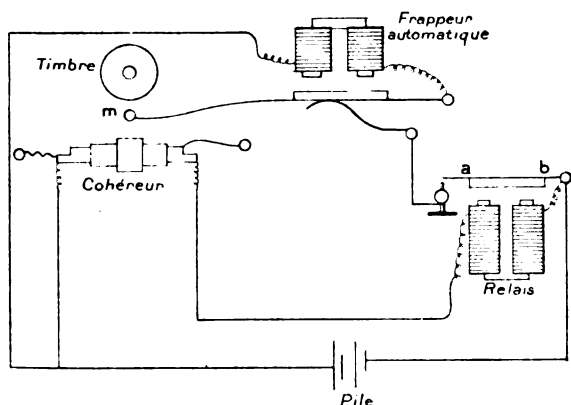 Frappeur
automatique
Timbre
m
Cohéreur
a
b
Relais
Pile